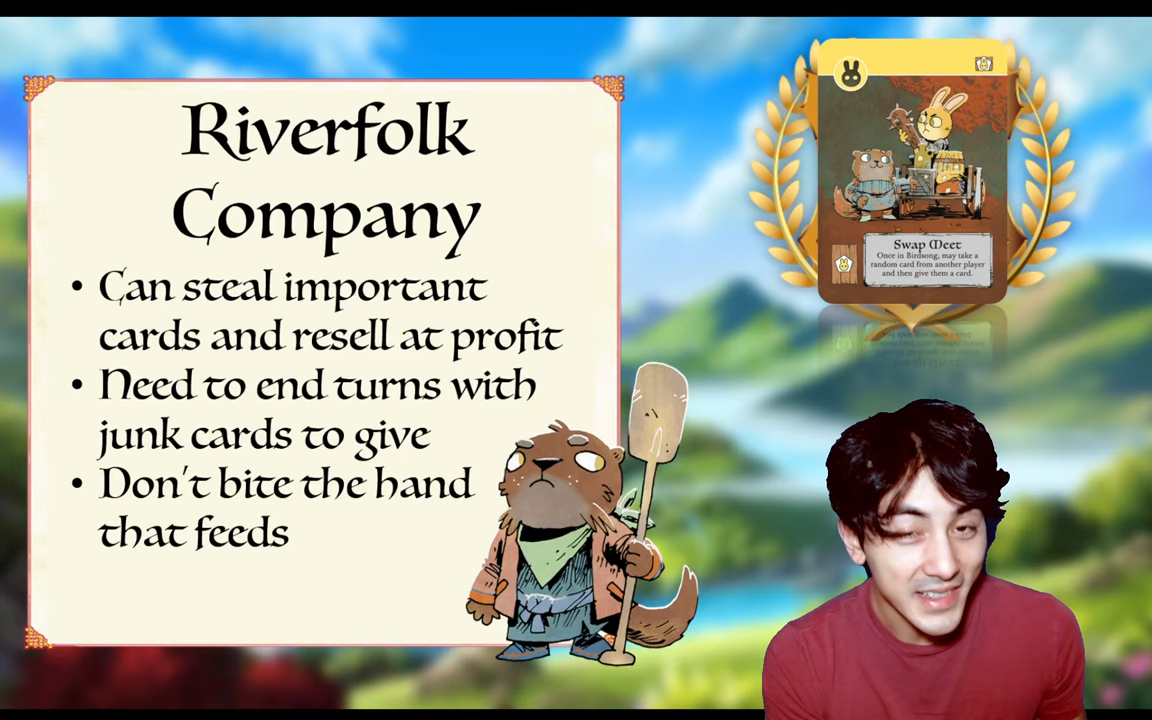 Riverfolk
Company
• Can steal important
cards and resell at profit
• Need to end turns with
junk cards to give
• Don't bite the hand
that feeds
Swap Meet
Once in Birdsong, may take a
random card from another player
and then give them a card.